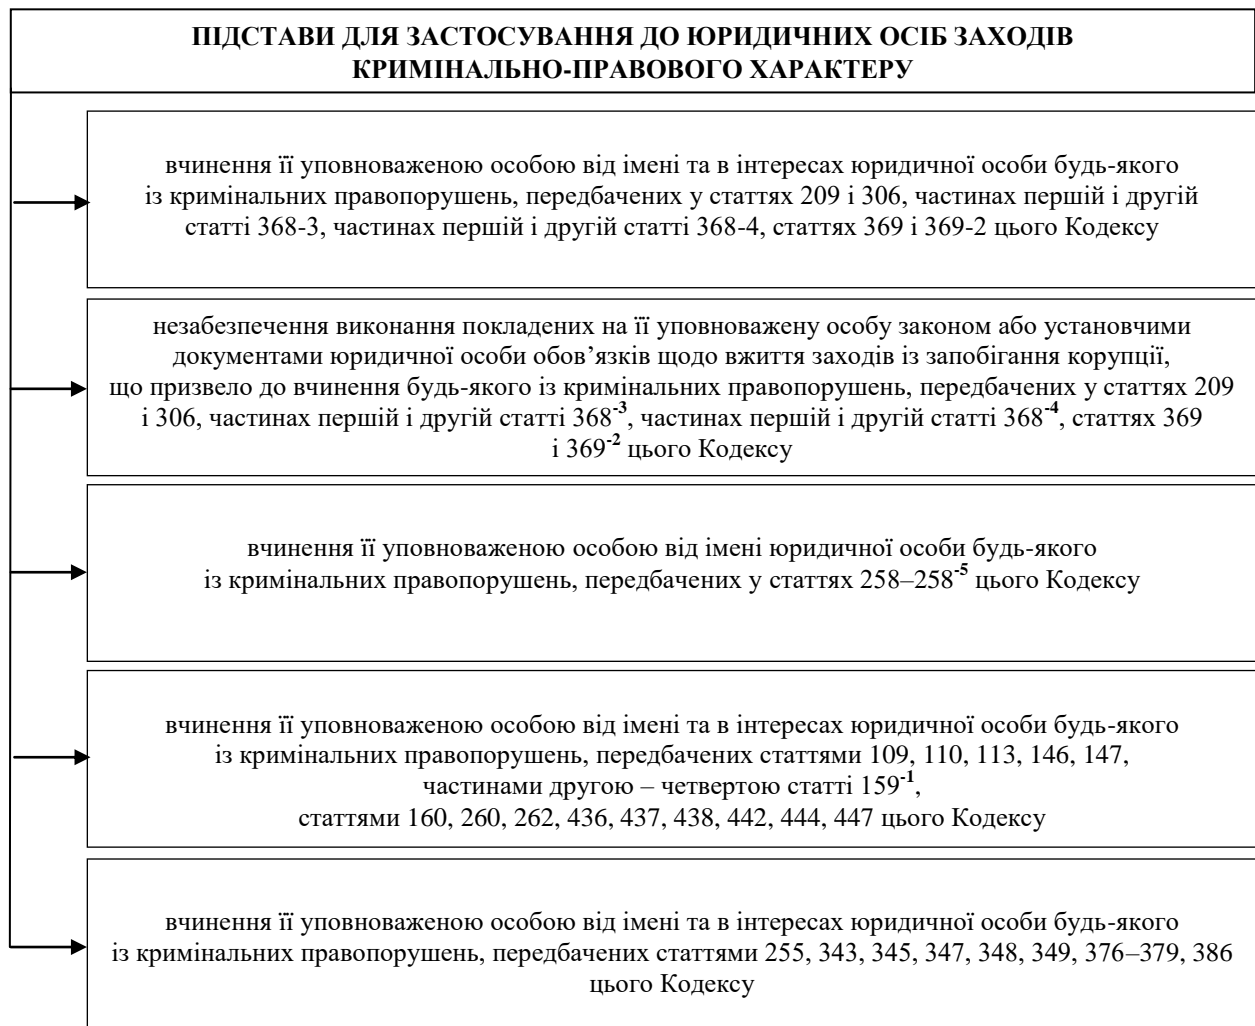 ПІДСТАВИ ДЛЯ ЗАСТОСУВАННЯ ДО ЮРИДИЧНИХ ОСІБ ЗАХОДІВ
КРИМІНАЛЬНО-ПРАВОВОГО ХАРАКТЕРУ
вчинення її уповноваженою особою від імені та в інтересах юридичної особи будь-якого
із кримінальних правопорушень, передбачених у статтях 209 і 306, частинах першій і другій
статті 368-3, частинах першій і другій статті 368-4, статтях 369 і 369-2 цього Кодексу
незабезпечення виконання покладених на її уповноважену особу законом або установчими
документами юридичної особи обов’язків щодо вжиття заходів із запобігання корупції,
що призвело до вчинення будь-якого із кримінальних правопорушень, передбачених у статтях 209
і 306, частинах першій і другій статті 368-3, частинах першій і другій статті 368-4, статтях 369
і 369-2 цього Кодексу
вчинення її уповноваженою особою від імені юридичної особи будь-якого
із кримінальних правопорушень, передбачених у статтях 258–258-5 цього Кодексу
вчинення її уповноваженою особою від імені та в інтересах юридичної особи будь-якого
із кримінальних правопорушень, передбачених статтями 109, 110, 113, 146, 147,
частинами другою – четвертою статті 159-1,
статтями 160, 260, 262, 436, 437, 438, 442, 444, 447 цього Кодексу
вчинення її уповноваженою особою від імені та в інтересах юридичної особи будь-якого
із кримінальних правопорушень, передбачених статтями 255, 343, 345, 347, 348, 349, 376–379, 386
цього Кодексу